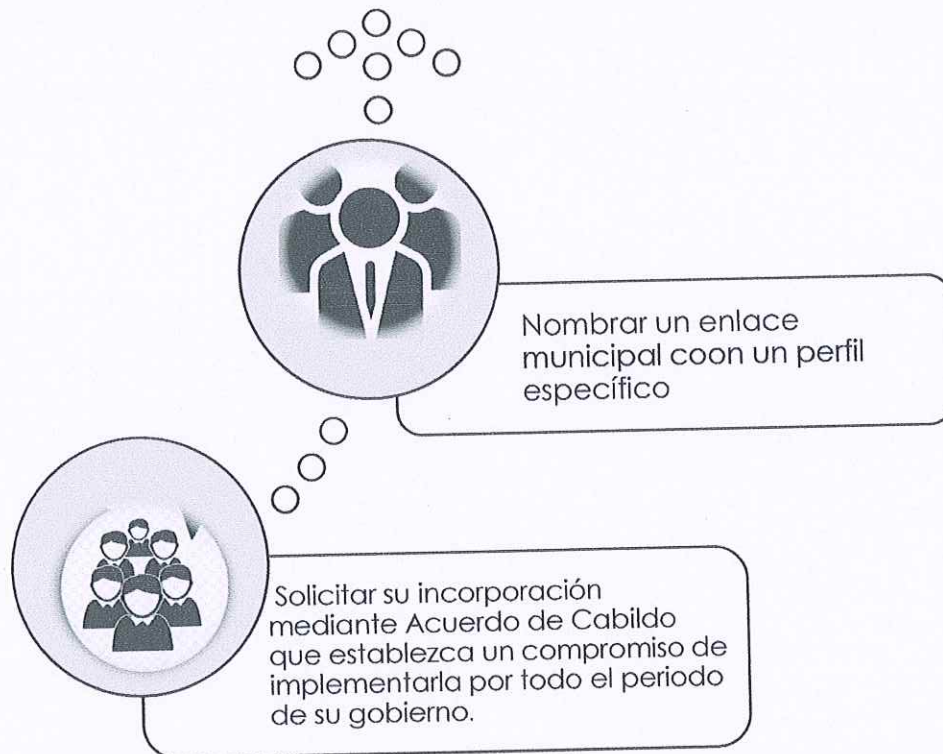 Nombrar un enlace
municipal coon un perfil
específico
Solicitar su incorporación
mediante Acuerdo de Cabildo
que establezca un compromiso de
implementarla por todo el periodo
de su gobierno.